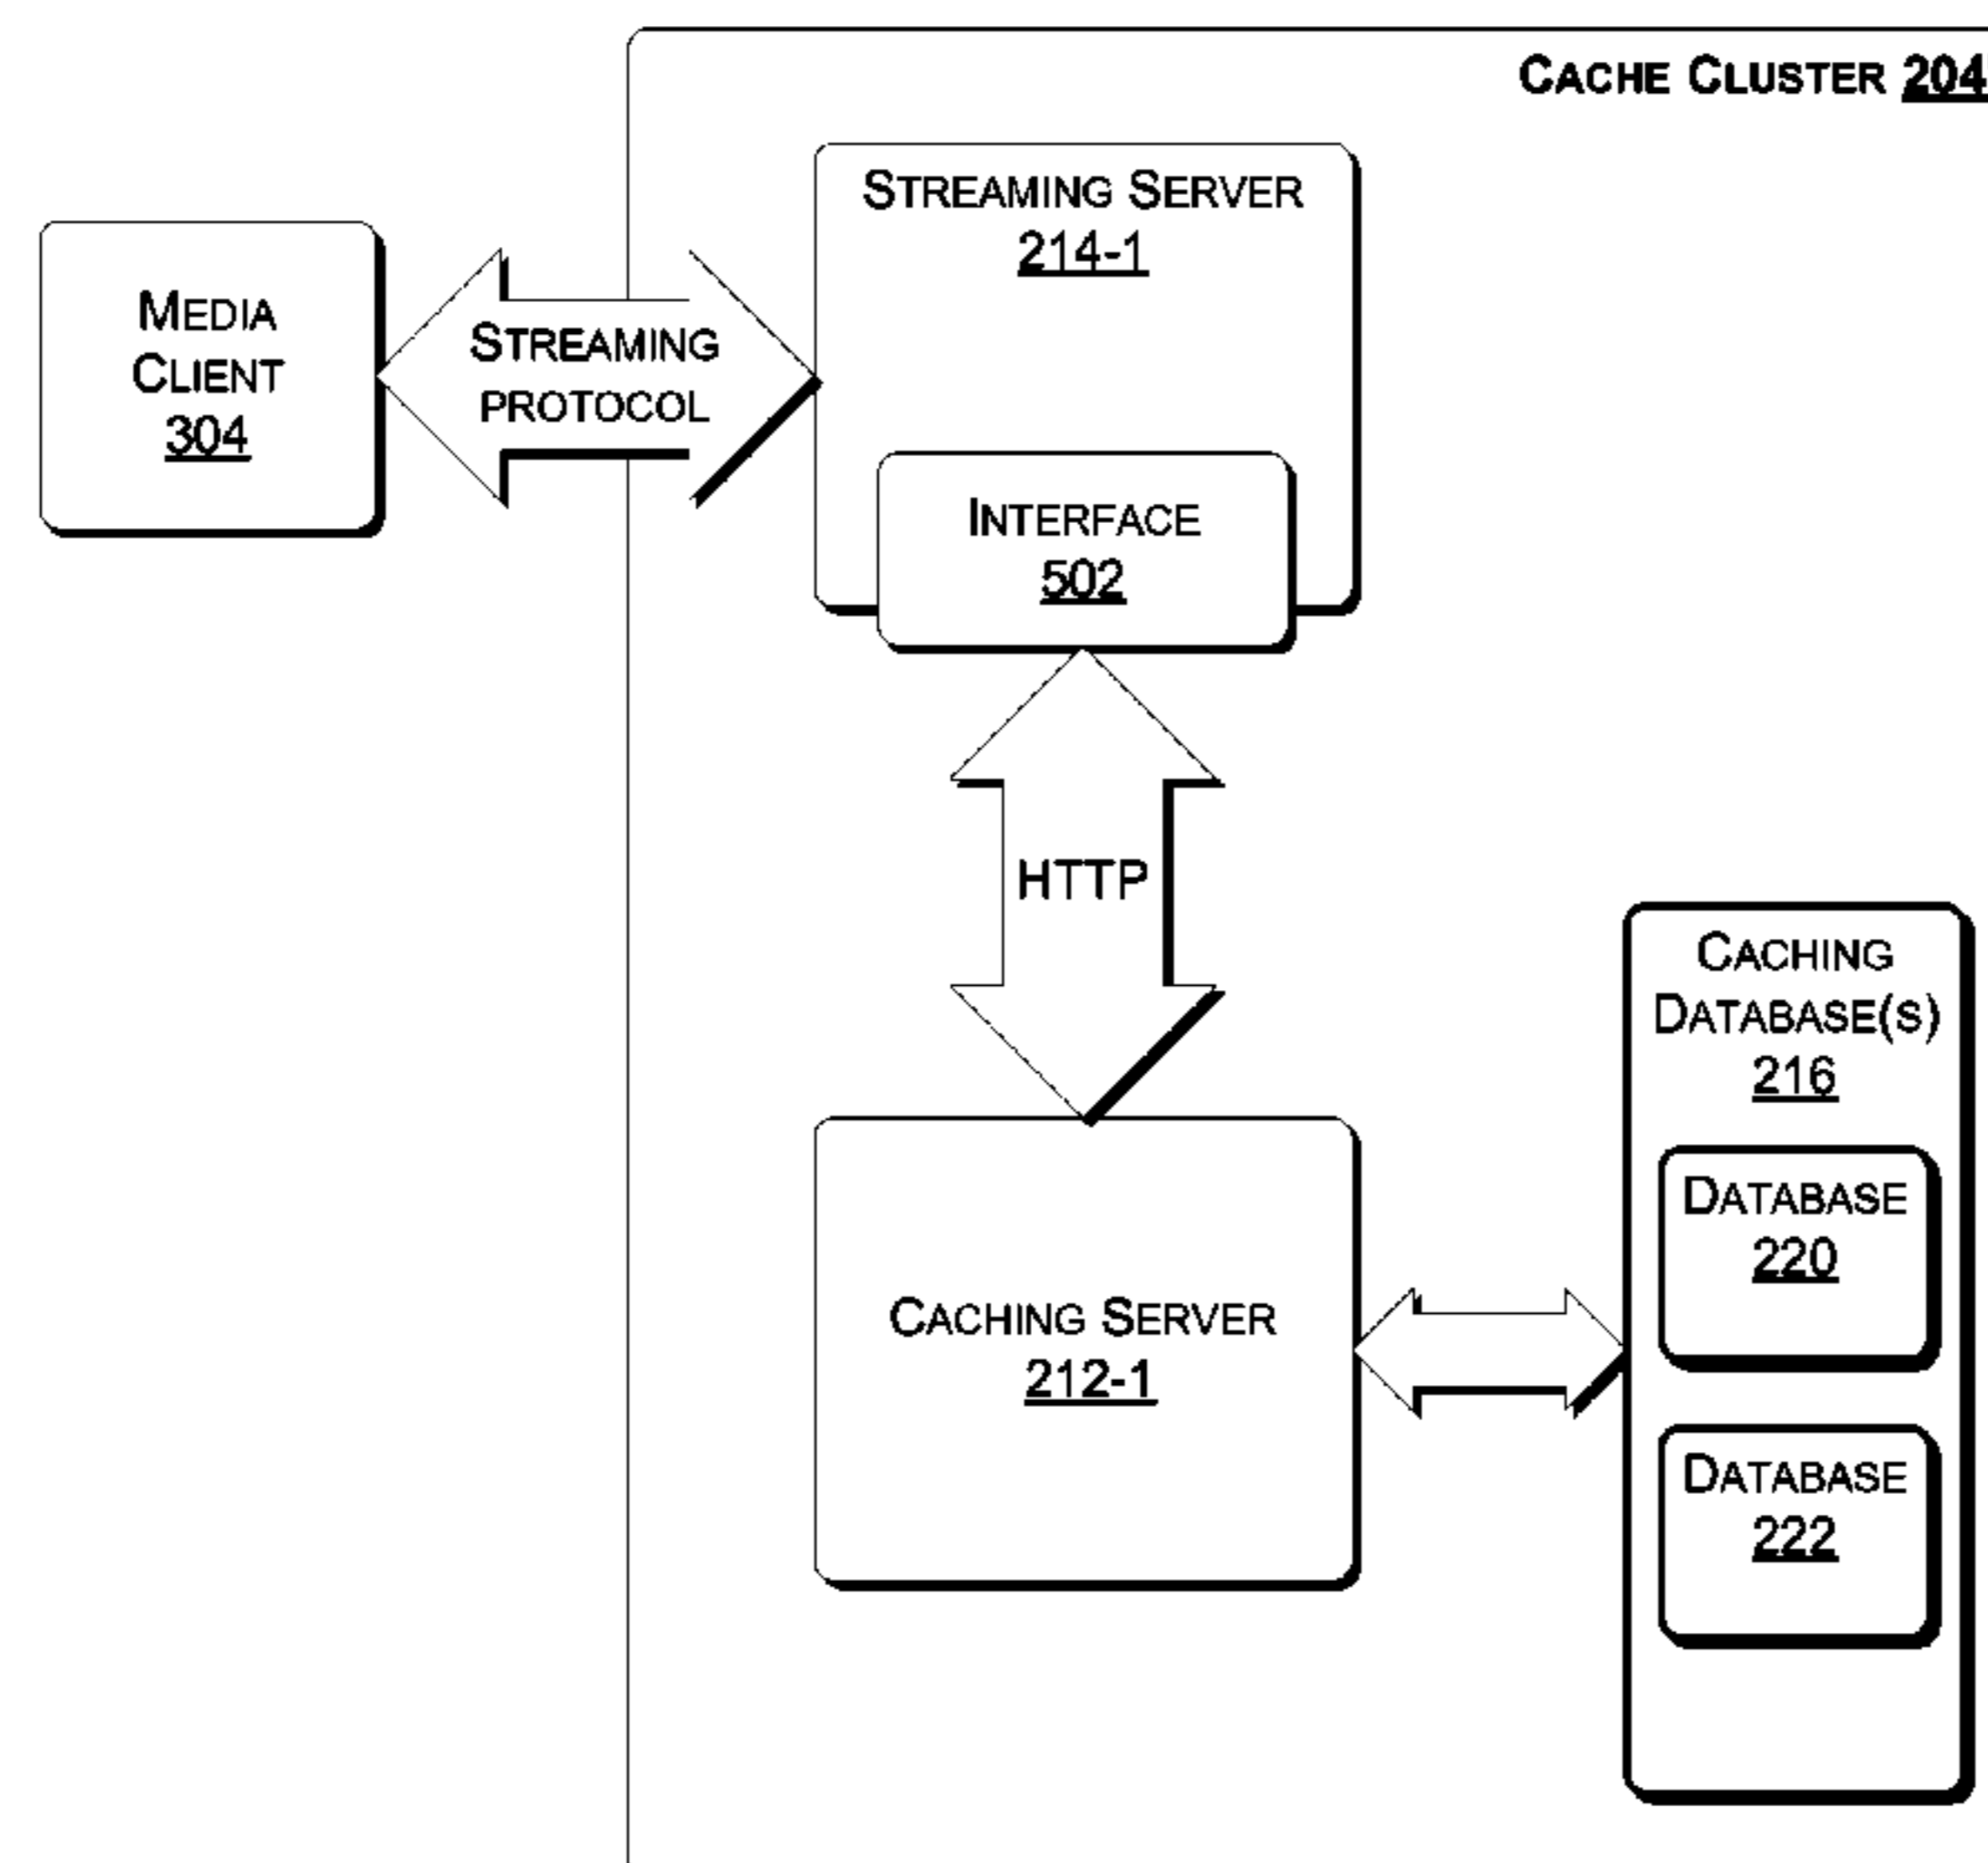 CACHE CLUSTER 204
STREAMING SERVER
214-1
MEDIA
CLIENT
304
STREAMING
PROTOCOL
INTERFACE
502
HTTP
CACHING
DATABASE(S)
216
DATABASE
220
CACHING SERVER
212-1
DATABASE
222